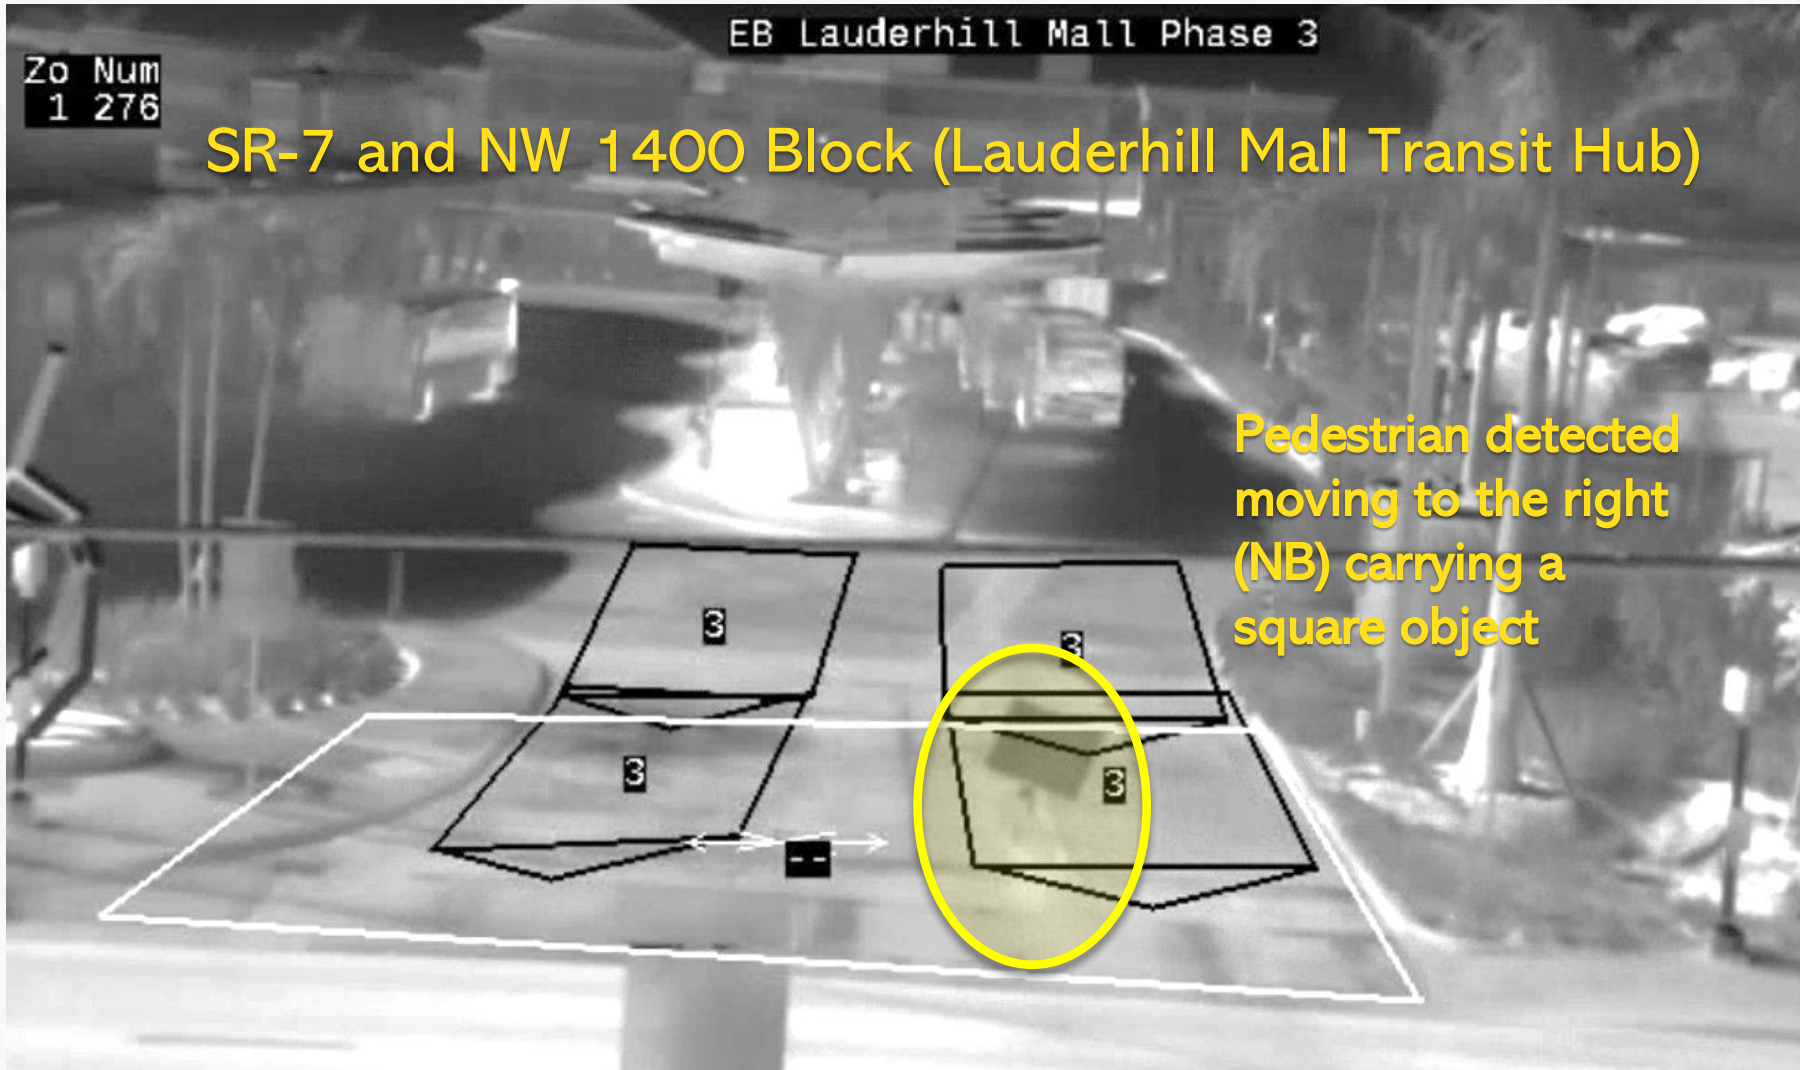 EB Lauderhill Mall Phase 3
Zo Num
1 276
SR-7 and NW 1400 Block (Lauderhill Mall Transit Hub)
Pedestrian detected
moving to the right
(NB) carrying a
square object
3
3
3
3
--